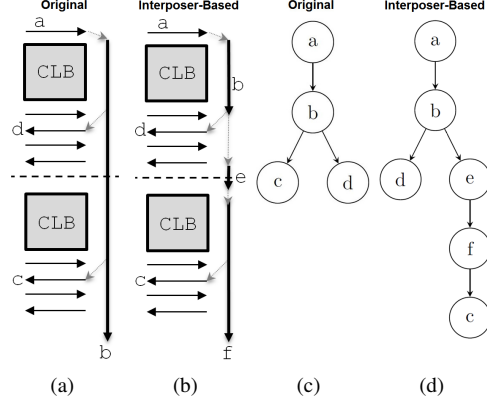 Original
Interposer-Based
Original
Interposer-Based
a
CLB
d
CLB
c
b
a
CLB
b
d
e
CLB
c
f
a
b
c
d
a
b
d
e
f
c
(a)
(b)
(c)
(d)